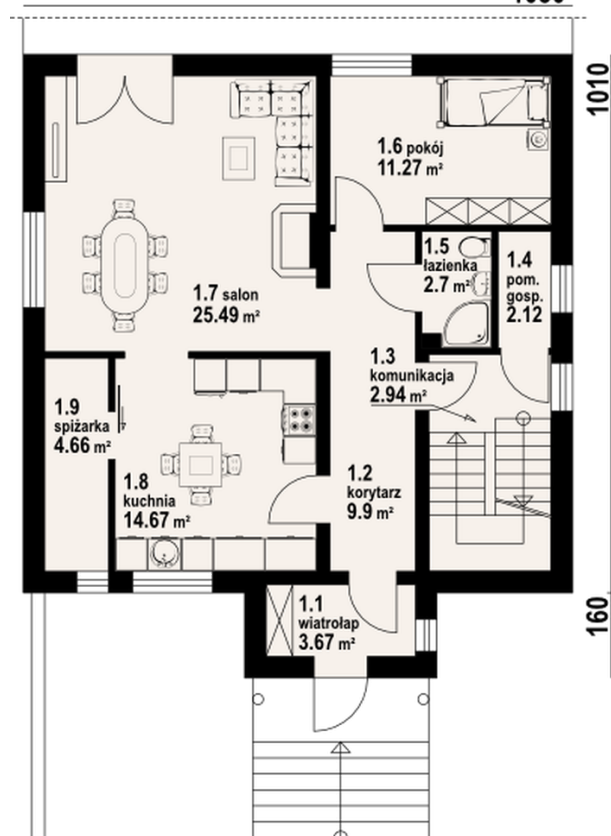 1010
1.6 pokój
11.27 m²
1.5
łazienka
2.7 m²
1.4
pom.
gosp.
2.12
1.7 salon
25.49 m²
1.3
komunikacja
2.94 m²
1.9
spiżarka
4.66 m²
1.8
kuchnia
14.67 m²
1.2
korytarz
9.9 m²
1.1
wiatrołap
3.67 m²
160